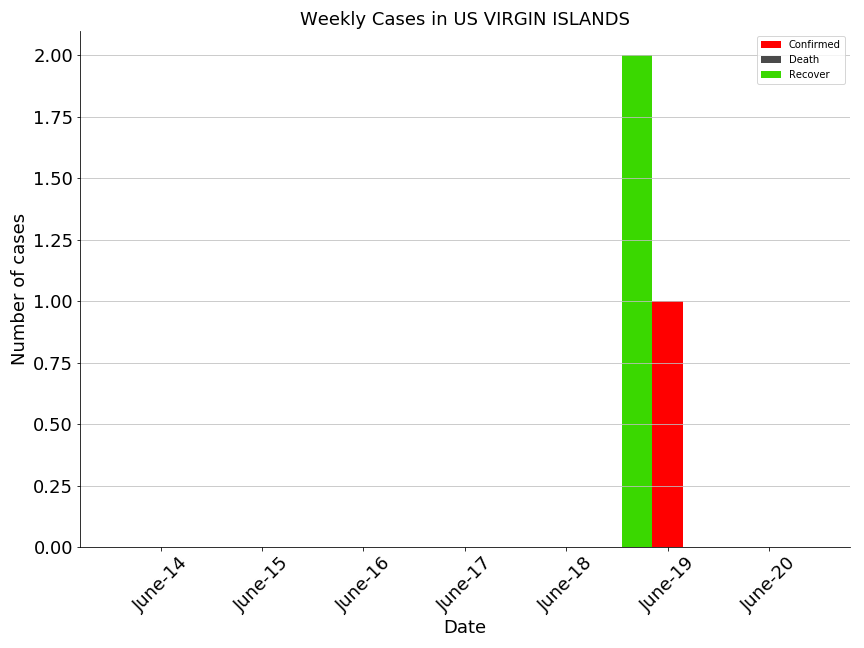 Weekly Cases in US VIRGIN ISLANDS
Confirmed
Death
Recover
Number of cases
2.00
1.75
1.50
1.25
1.00
0.75
0.50
0.25
0.00
June-14
June-15
June-16
June-17
June-18
June-19
June-20
Date